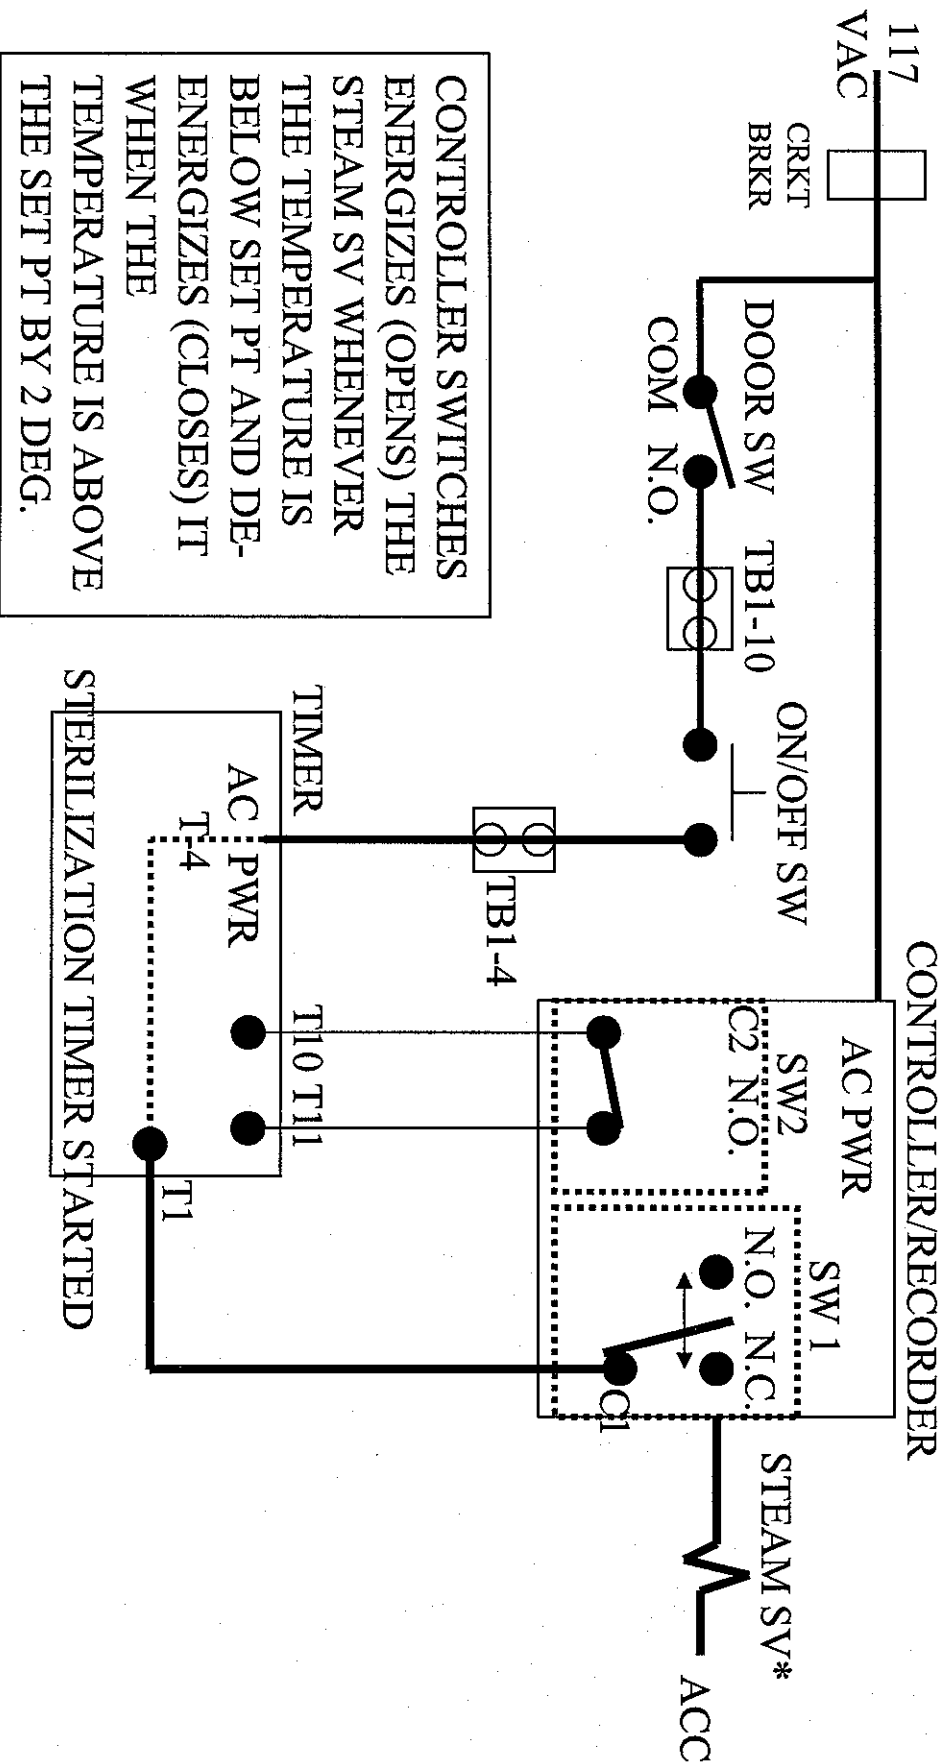 CONTROLLER/RECORDER
117
VAC
CRKT
BRKR
AC PWR
DOOR SW
COM N.O.
TB1-10
ON/OFF SW
SW2
C2 N.O.
SW 1
N.O. N.C.
C1
STEAM SV*
ACC
TB1-4
TIMER
AC PWR
T-4
T10 T11
T1
STERILIZATION TIMER STARTED
CONTROLLER SWITCHES
ENERGIZES (OPENS) THE
STEAM SV WHENEVER
THE TEMPERATURE IS
BELOW SET PT AND DE-
ENERGIZES (CLOSES) IT
WHEN THE
TEMPERATURE IS ABOVE
THE SET PT BY 2 DEG.